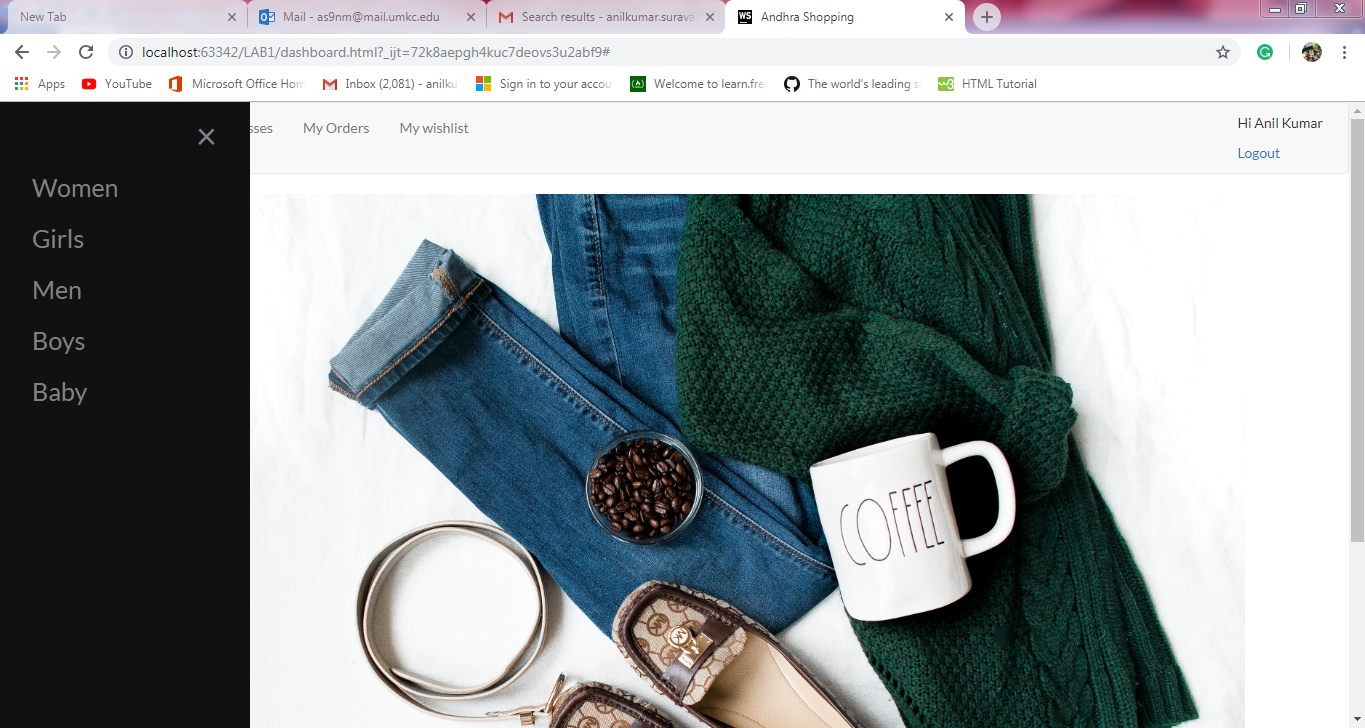 New Tab
Mail - as9nm@mail.umkc.edu
Search results - anilkumar.surava
WS Andhra Shopping
localhost:63342/LAB1/dashboard.html?_ijt=72k8aepgh4kuc7deovs3u2abf9#
Apps
YouTube
Microsoft Office Hom
Inbox (2,081) - anilku
Sign in to your accou
Welcome to learn.free
The world's leading s
HTML Tutorial
sses
My Orders
My wishlist
Hi Anil Kumar
Logout
×
Women
Girls
Men
Boys
Baby
COFFEE